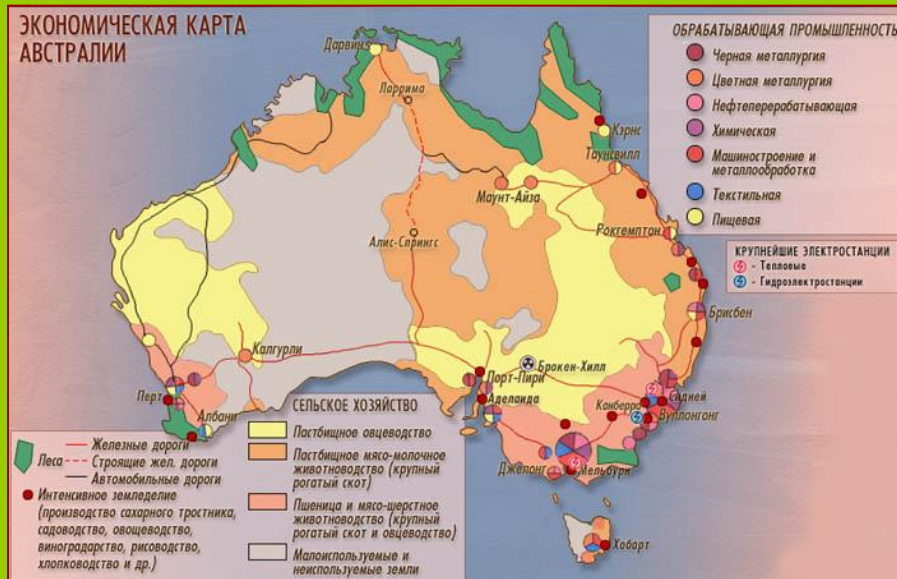 ЭКОНОМИЧЕСКАЯ КАРТА
АВСТРАЛИИ
ОБРАБАТЫВАЮЩАЯ ПРОМЫШЛЕННОСТЬ
Черная металлургия
Цветная металлургия
Нефтеперерабатывающая
Химическая
Машиностроение и
металлообработка
Текстильная
Пищевая
КРУПНЕЙШИЕ ЭЛЕКТРОСТАНЦИИ
- Тепловые
- Гидроэлектростанции
Дарвин
Ларрима
Кэрнс
Таунсвилл
Маунт-Айза
Рокгемптон
Алис-Спрингс
Брисбен
Калгурли
Брокен-Хилл
Порт-Пири
Перт
Аделаида
Сидней
Канберра
Вуллонгонг
Албани
Джелонг
Мельбурн
Хобарт
Леса
Железные дороги
Строящие жел. дороги
Автомобильные дороги
Интенсивное земледелие
(производство сахарного тростника,
садоводство, овощеводство,
виноградарство, рисоводство,
хлопководство и др.)
СЕЛЬСКОЕ ХОЗЯЙСТВО
Пастбищное овцеводство
Пастбищное мясо-молочное
животноводство (крупный
рогатый скот)
Пшеница и мясо-шерстное
животноводство (крупный
рогатый скот и овцеводство)
Малоиспользуемые и
неиспользуемые земли